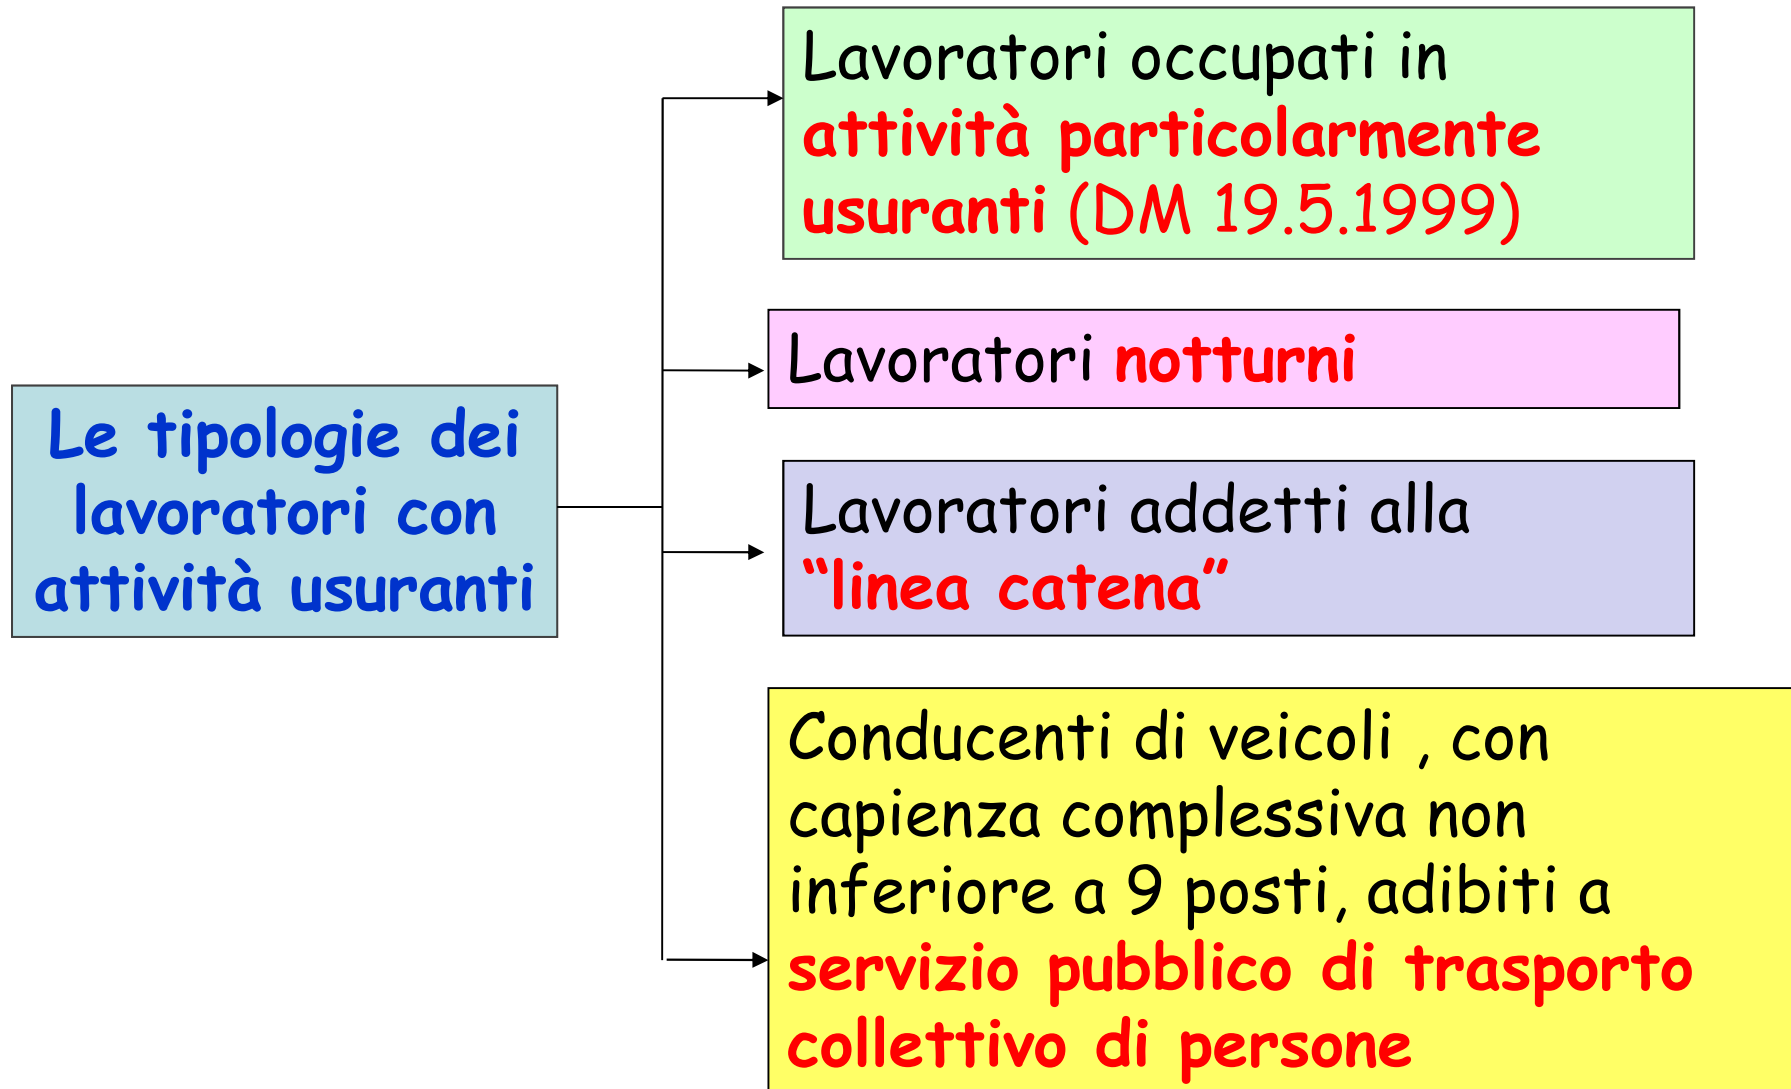 Le tipologie dei
lavoratori con
attività usuranti
Lavoratori occupati in
attività particolarmente
usuranti (DM 19.5.1999)
Lavoratori notturni
Lavoratori addetti alla
“linea catena”
Conducenti di veicoli , con
capienza complessiva non
inferiore a 9 posti, adibiti a
servizio pubblico di trasporto
collettivo di persone